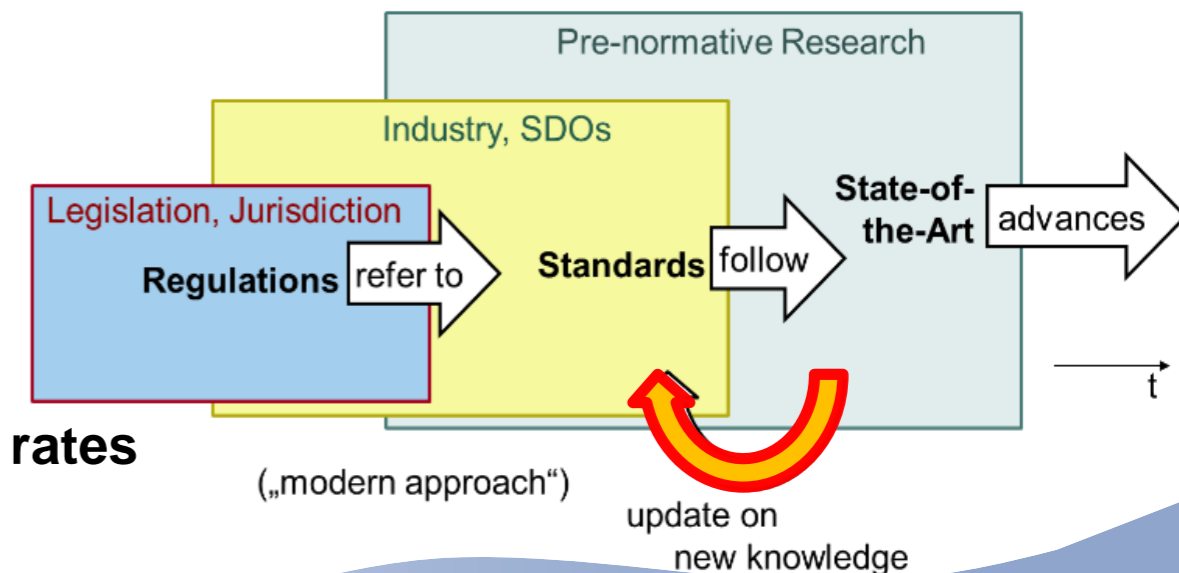 Pre-normative Research
Industry, SDOs
Legislation, Jurisdiction
State-of-
the-Art
advances
Regulations
refer to
Standards
follow
t
rates
(„modern approach“)
update on
new knowledge